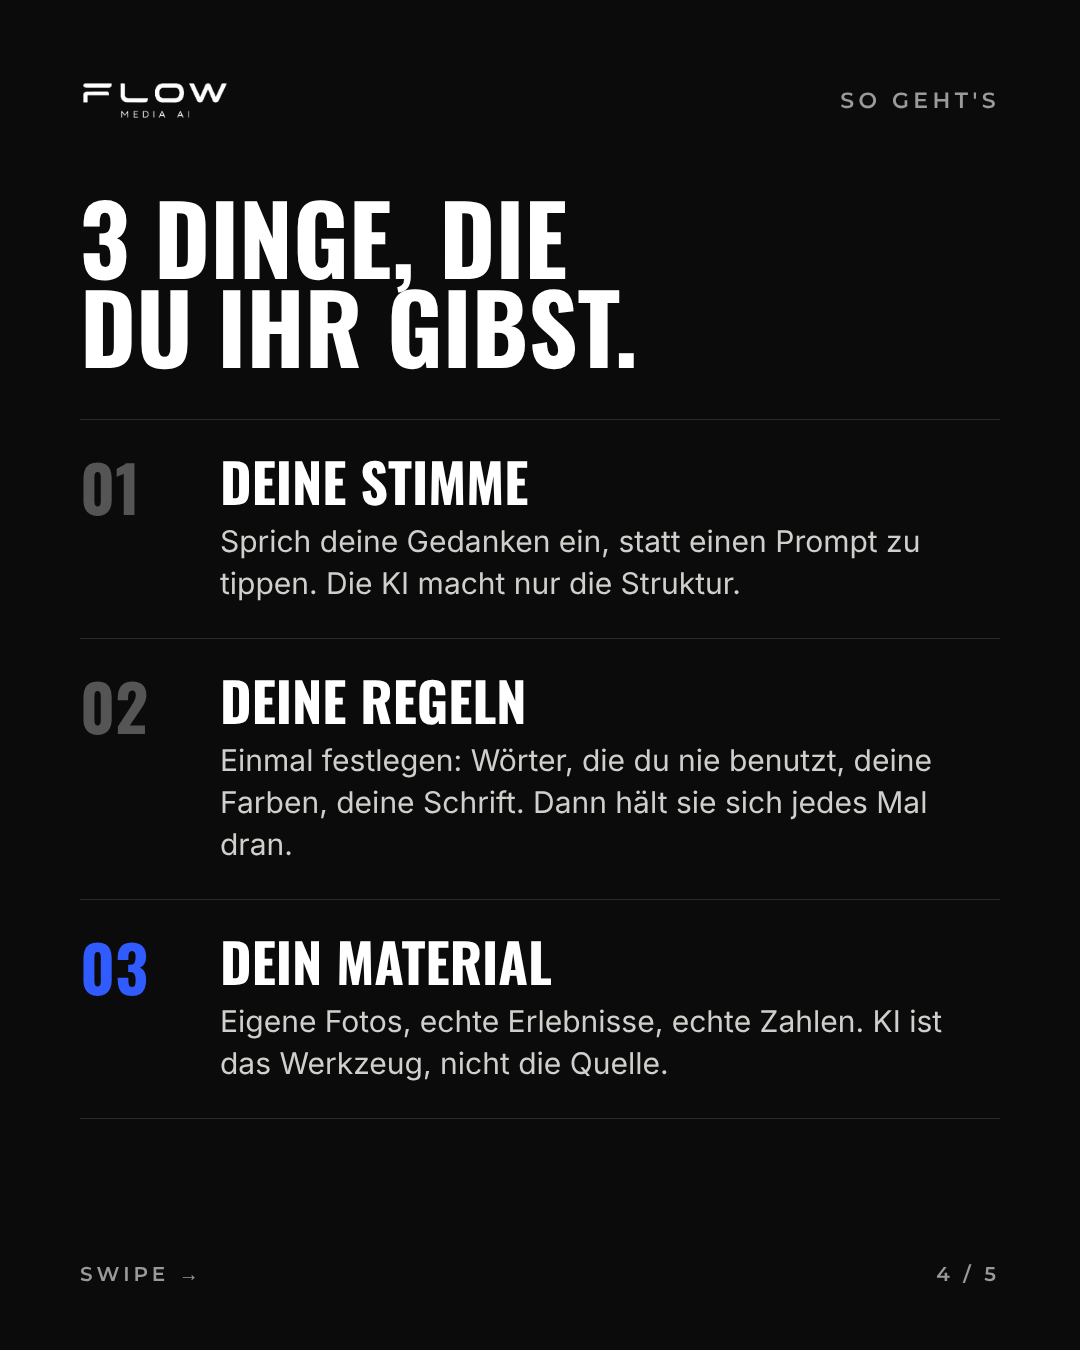 FLOW
MEDIA AI
SO GEHT'S
3 DINGE, DIE
DU IHR GIBST.
01
DEINE STIMME
Sprich deine Gedanken ein, statt einen Prompt zu
tippen. Die KI macht nur die Struktur.
02
DEINE REGELN
Einmal festlegen: Wörter, die du nie benutzt, deine
Farben, deine Schrift. Dann hält sie sich jedes Mal
dran.
03
DEIN MATERIAL
Eigene Fotos, echte Erlebnisse, echte Zahlen. KI ist
das Werkzeug, nicht die Quelle.
SWIPE →
4 / 5